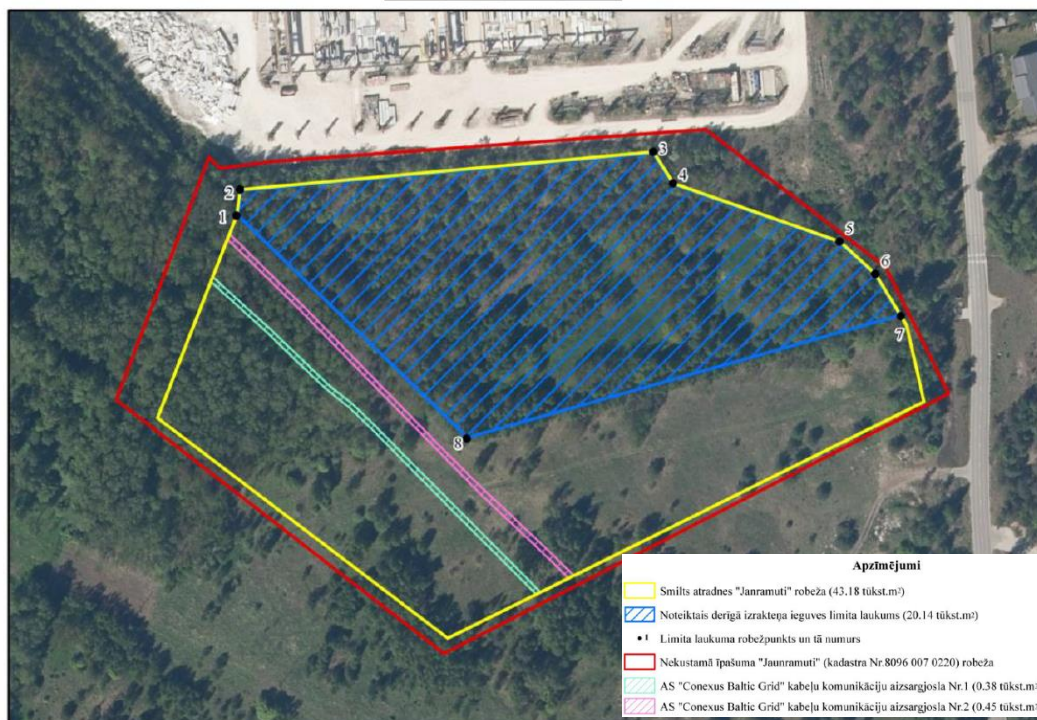 1
2
3
4
5
6
7
8
Apzīmējumi
Smilts atradnes "Janramuti" robeža (43.18 tūkst.m²)
Noteiktais derīgā izrakteņa ieguves limita laukums (20.14 tūkst.m²)
1 Limita laukuma robežpunkts un tā numurs
Nekustamā īpašuma "Jaunramuti" (kadastra Nr.8096 007 0220) robeža
AS "Conexus Baltic Grid" kabeļu komunikāciju aizsargjosla Nr.1 (0.38 tūkst.m²
AS "Conexus Baltic Grid" kabeļu komunikāciju aizsargjosla Nr.2 (0.45 tūkst.m²